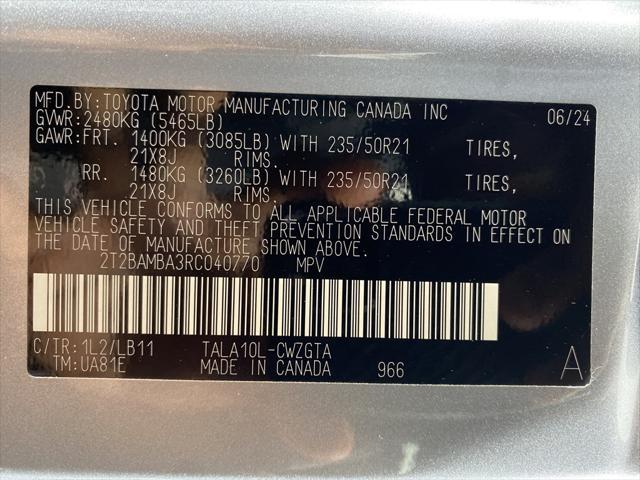 MFD.BY:TOYOTA MOTOR MANUFACTURING CANADA INC 06/24
GVWR:2480KG (5465LB)
GAWR:FRT. 1400KG (3085LB) WITH 235/50R21 TIRES,
21X8J RIMS.
RR. 1480KG (3260LB) WITH 235/50R21 TIRES,
21X8J RIMS.
THIS VEHICLE CONFORMS TO ALL APPLICABLE FEDERAL MOTOR
VEHICLE SAFETY AND THEFT PREVENTION STANDARDS IN EFFECT ON
THE DATE OF MANUFACTURE SHOWN ABOVE.
2T2BAMBA3RC040770 MPV
C/TR:1L2/LB11 TALA10L-CWZGTA
TM:UA81E MADE IN CANADA 966 A